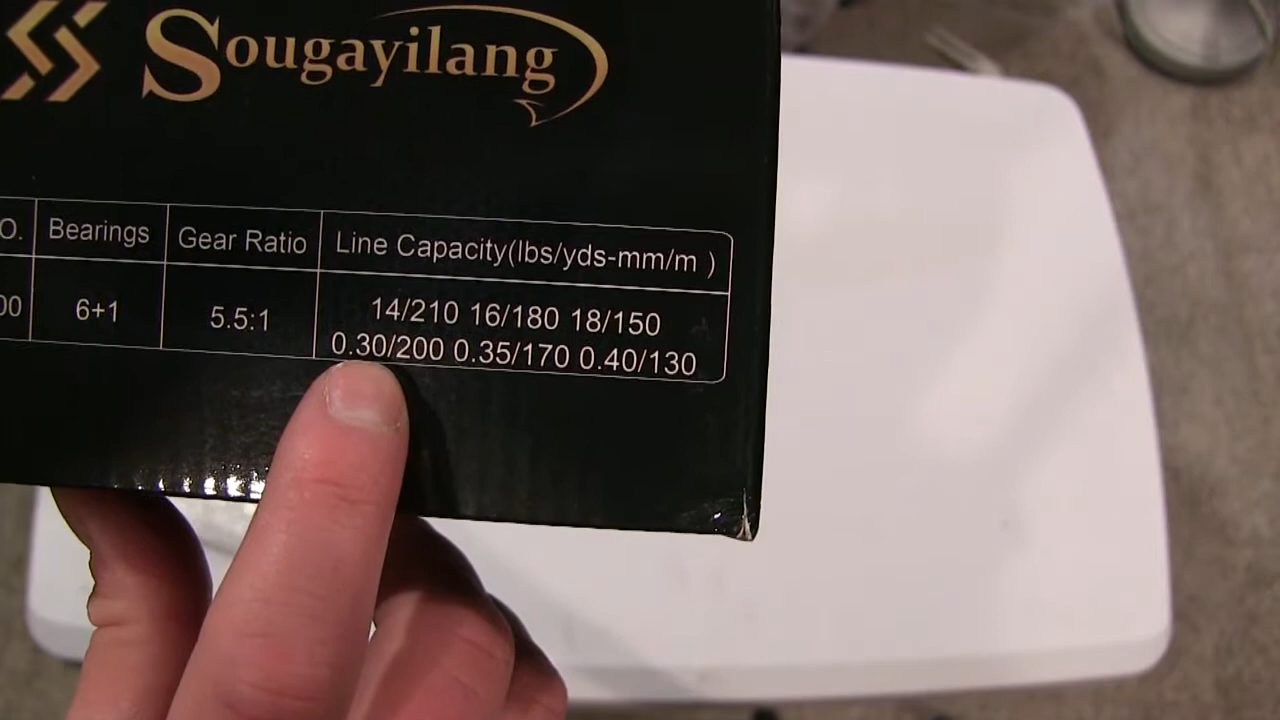 Sougayilang
O. Bearings Gear Ratio Line Capacity(lbs/yds-mm/m )
00 6+1 5.5:1 14/210 16/180 18/150
0.30/200 0.35/170 0.40/130